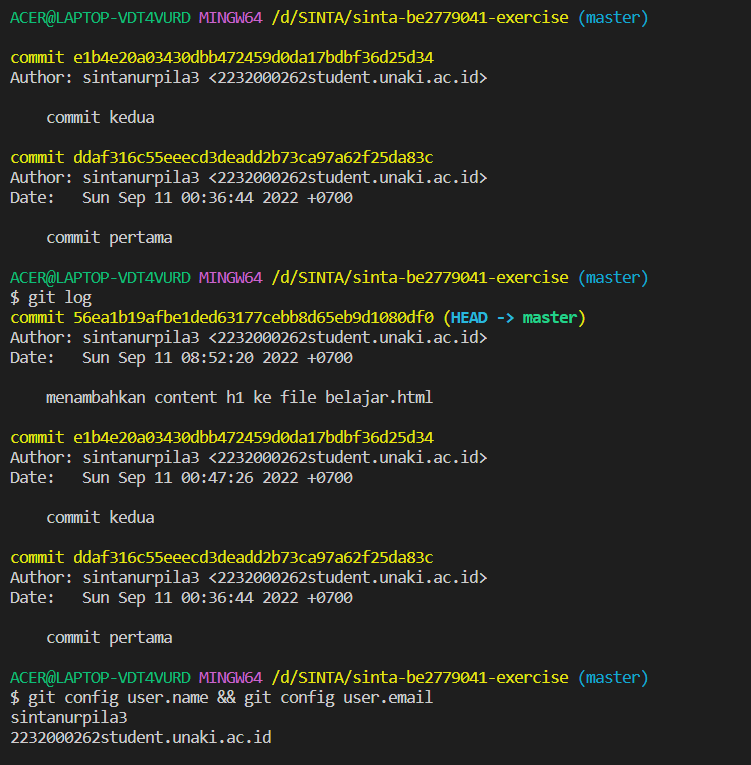 ACER@LAPTOP-VDT4VURD MINGW64 /d/SINTA/sinta-be2779041-exercise (master)
commit e1b4e20a03430dbb472459d0da17bdbf36d25d34
Author: sintanurpila3 <2232000262student.unaki.ac.id>
commit kedua
commit ddaf316c55eeecd3deadd2b73ca97a62f25da83c
Author: sintanurpila3 <2232000262student.unaki.ac.id>
Date:   Sun Sep 11 00:36:44 2022 +0700
commit pertama
ACER@LAPTOP-VDT4VURD MINGW64 /d/SINTA/sinta-be2779041-exercise (master)
$ git log
commit 56ea1b19afbe1ded63177cebb8d65eb9d1080df0 (HEAD -> master)
Author: sintanurpila3 <2232000262student.unaki.ac.id>
Date:   Sun Sep 11 08:52:20 2022 +0700
menambahkan content h1 ke file belajar.html
commit e1b4e20a03430dbb472459d0da17bdbf36d25d34
Author: sintanurpila3 <2232000262student.unaki.ac.id>
Date:   Sun Sep 11 00:47:26 2022 +0700
commit kedua
commit ddaf316c55eeecd3deadd2b73ca97a62f25da83c
Author: sintanurpila3 <2232000262student.unaki.ac.id>
Date:   Sun Sep 11 00:36:44 2022 +0700
commit pertama
ACER@LAPTOP-VDT4VURD MINGW64 /d/SINTA/sinta-be2779041-exercise (master)
$ git config user.name && git config user.email
sintanurpila3
2232000262student.unaki.ac.id